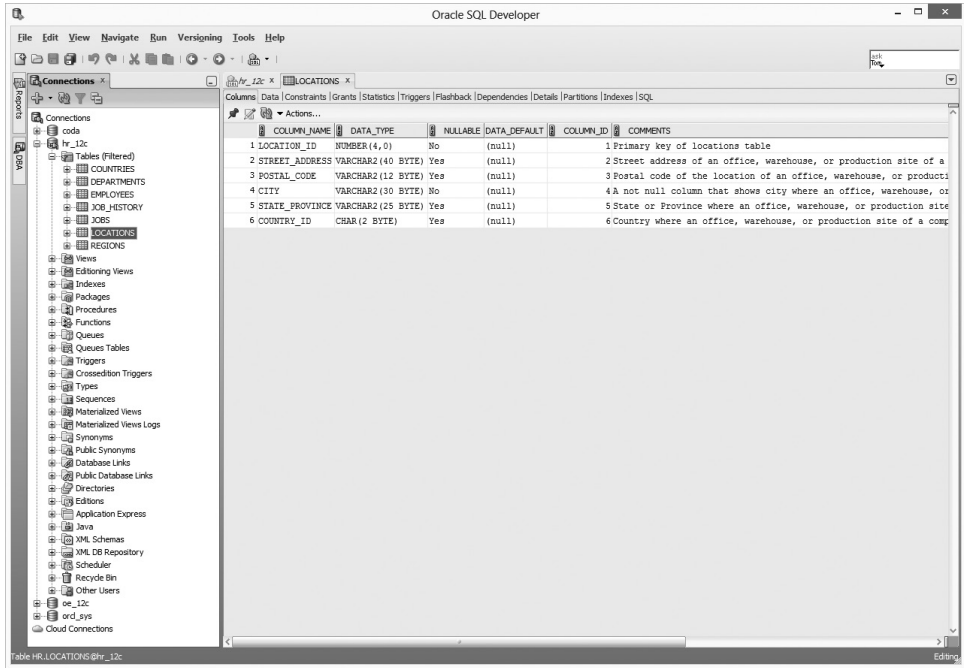 Oracle SQL Developer
File Edit View Navigate Run Versioning Tools Help
ask
Tom
Connections
hr_12c
LOCATIONS
Reports
DBA
Columns Data Constraints Grants Statistics Triggers Flashback Dependencies Details Partitions Indexes SQL
Actions...
Connections
coda
hr_12c
Tables (Filtered)
COUNTRIES
DEPARTMENTS
EMPLOYEES
JOB_HISTORY
JOBS
LOCATIONS
REGIONS
Views
Editioning Views
Indexes
Packages
Procedures
Functions
Queues
Queues Tables
Triggers
Crossedition Triggers
Types
Sequences
Materialized Views
Materialized Views Logs
Synonyms
Public Synonyms
Database Links
Public Database Links
Directories
Editions
Application Express
Java
XML Schemas
XML DB Repository
Scheduler
Recycle Bin
Other Users
oe_12c
orcl_sys
Cloud Connections
COLUMN_NAME DATA_TYPE NULLABLE DATA_DEFAULT COLUMN_ID COMMENTS
1 LOCATION_ID NUMBER(4,0) No (null) 1 Primary key of locations table
2 STREET_ADDRESS VARCHAR2(40 BYTE) Yes (null) 2 Street address of an office, warehouse, or production site of a
3 POSTAL_CODE VARCHAR2(12 BYTE) Yes (null) 3 Postal code of the location of an office, warehouse, or producti
4 CITY VARCHAR2(30 BYTE) No (null) 4 A not null column that shows city where an office, warehouse, or
5 STATE_PROVINCE VARCHAR2(25 BYTE) Yes (null) 5 State or Province where an office, warehouse, or production site
6 COUNTRY_ID CHAR(2 BYTE) Yes (null) 6 Country where an office, warehouse, or production site of a comp
Table HR.LOCATIONS@hr_12c
Editing